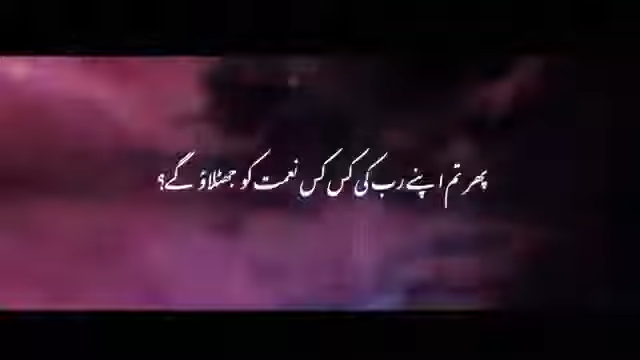 پھر تم اپنے رب کی کس کس نعمت کو جھٹلاؤ گے؟